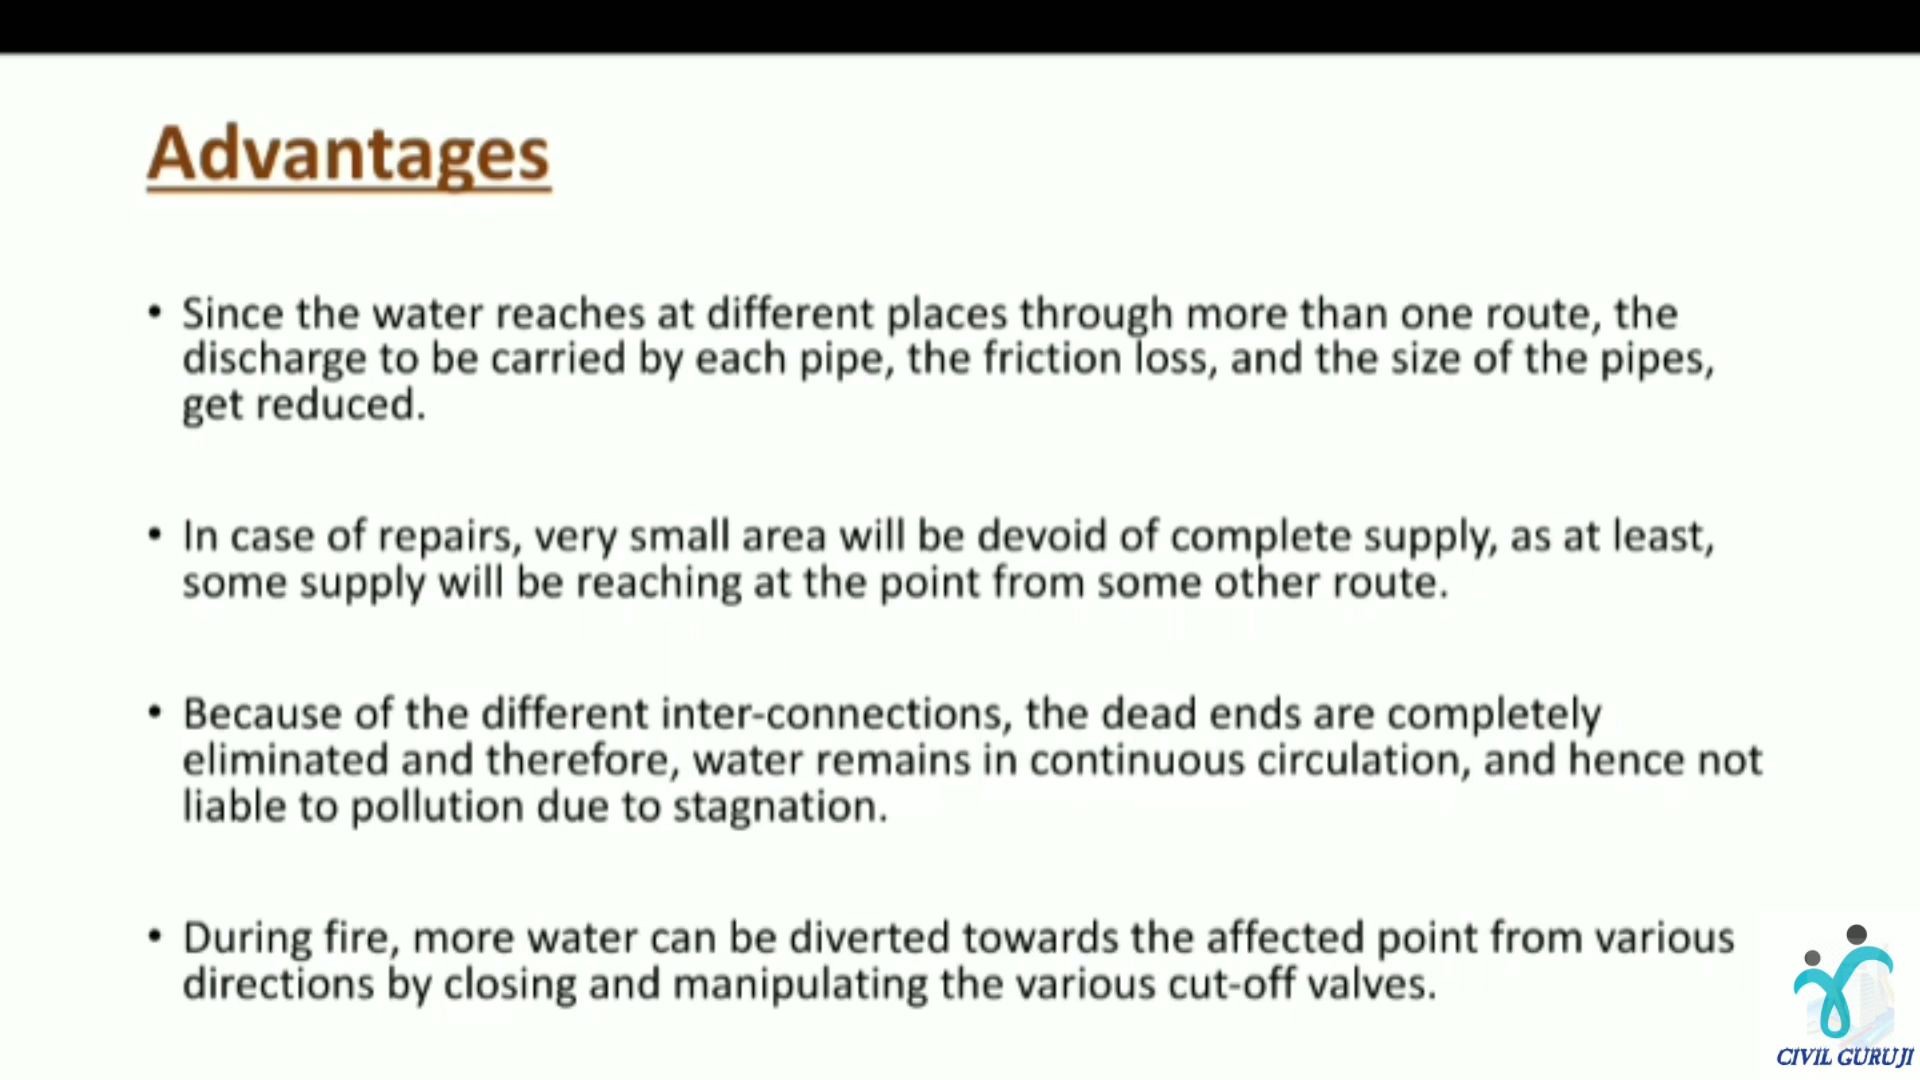 Advantages
• Since the water reaches at different places through more than one route, the
discharge to be carried by each pipe, the friction loss, and the size of the pipes,
get reduced.
• In case of repairs, very small area will be devoid of complete supply, as at least,
some supply will be reaching at the point from some other route.
• Because of the different inter-connections, the dead ends are completely
eliminated and therefore, water remains in continuous circulation, and hence not
liable to pollution due to stagnation.
• During fire, more water can be diverted towards the affected point from various
directions by closing and manipulating the various cut-off valves.
CIVIL GURUJI